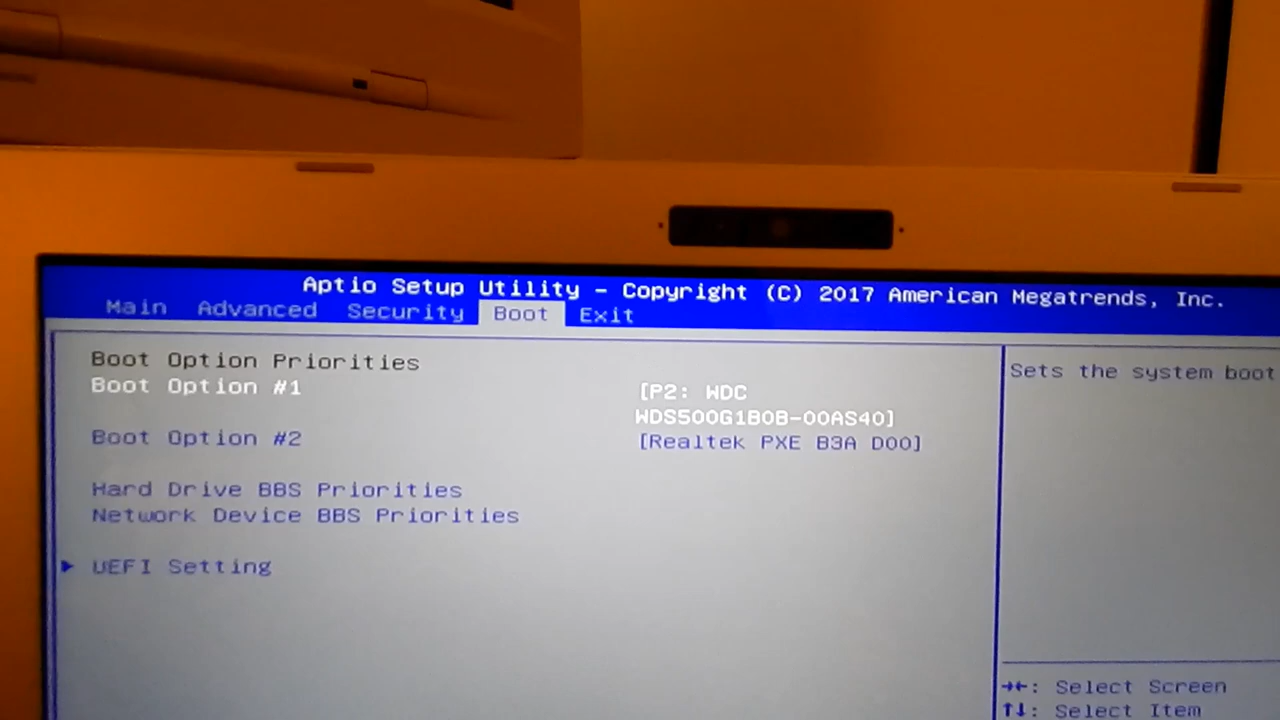 Aptio Setup Utility - Copyright (C) 2017 American Megatrends, Inc.
Main Advanced Security Boot Exit
Boot Option Priorities
Boot Option #1 [P2: WDC
WDS500G1B0B-00AS40]
Boot Option #2 [Realtek PXE B3A D00]
Hard Drive BBS Priorities
Network Device BBS Priorities
► UEFI Setting
Sets the system boot
→←: Select Screen
↑↓: Select Item